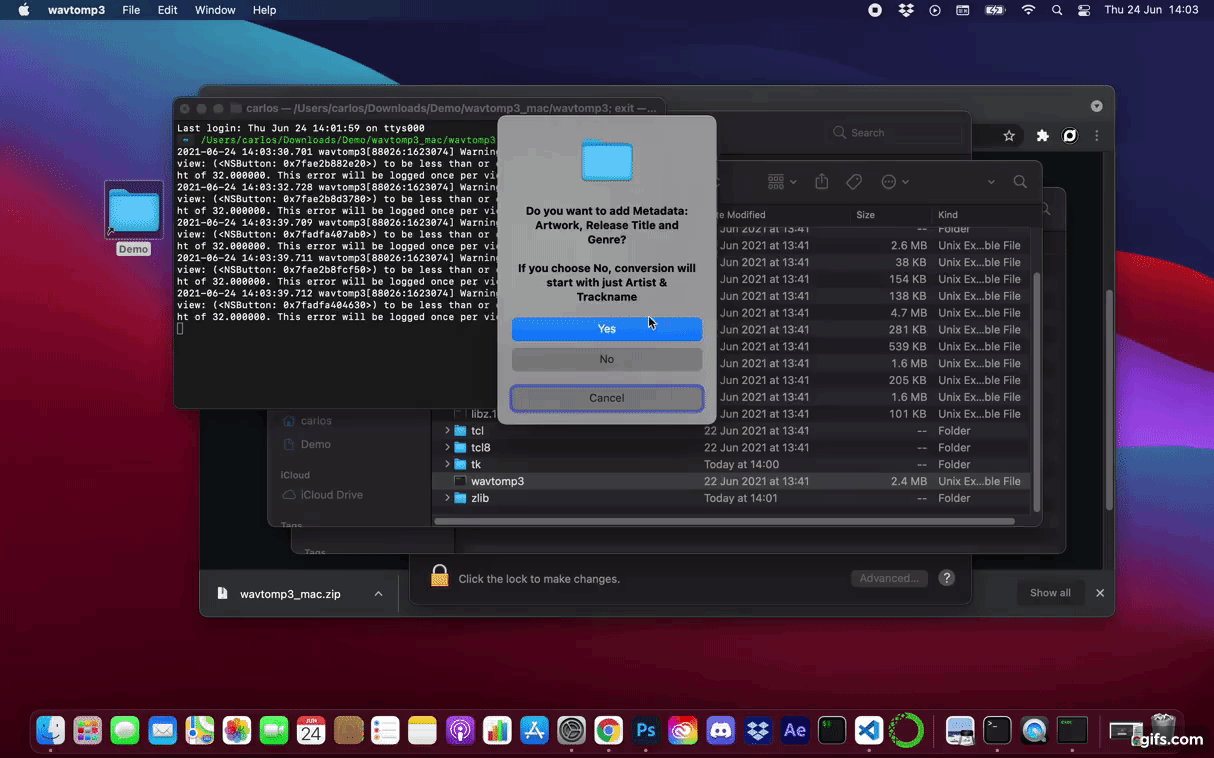 wavtomp3 File Edit Window Help
Thu 24 Jun 14:03
carlos — /Users/carlos/Downloads/Demo/wavtomp3_mac/wavtomp3; exit —...
Last login: Thu Jun 24 14:01:59 on ttys000
/Users/carlos/Downloads/Demo/wavtomp3_mac/wavtomp3
2021-06-24 14:03:30.701 wavtomp3[88026:1623074] Warning
view: (<NSButton: 0x7fae2b882e20>) to be less than or
ht of 32.000000. This error will be logged once per vi
2021-06-24 14:03:32.728 wavtomp3[88026:1623074] Warning
view: (<NSButton: 0x7fae2b8d3780>) to be less than or
ht of 32.000000. This error will be logged once per vi
2021-06-24 14:03:39.709 wavtomp3[88026:1623074] Warning
view: (<NSButton: 0x7fadfa407ab0>) to be less than or
ht of 32.000000. This error will be logged once per vi
2021-06-24 14:03:39.711 wavtomp3[88026:1623074] Warning
view: (<NSButton: 0x7fae2b8fcf50>) to be less than or
ht of 32.000000. This error will be logged once per vi
2021-06-24 14:03:39.712 wavtomp3[88026:1623074] Warning
view: (<NSButton: 0x7fadfa404630>) to be less than or
ht of 32.000000. This error will be logged once per vi
Demo
Do you want to add Metadata:
Artwork, Release Title and
Genre?
If you choose No, conversion will
start with just Artist &
Trackname
Yes
No
Cancel
Search
Modified Size Kind
Jun 2021 at 13:41 -- Folder
Jun 2021 at 13:41 2.6 MB Unix Ex...ble File
Jun 2021 at 13:41 38 KB Unix Ex...ble File
Jun 2021 at 13:41 154 KB Unix Ex...ble File
Jun 2021 at 13:41 138 KB Unix Ex...ble File
Jun 2021 at 13:41 4.7 MB Unix Ex...ble File
Jun 2021 at 13:41 281 KB Unix Ex...ble File
Jun 2021 at 13:41 539 KB Unix Ex...ble File
Jun 2021 at 13:41 1.6 MB Unix Ex...ble File
Jun 2021 at 13:41 205 KB Unix Ex...ble File
Jun 2021 at 13:41 1.6 MB Unix Ex...ble File
libz.1 Jun 2021 at 13:41 101 KB Unix Ex...ble File
tcl 22 Jun 2021 at 13:41 -- Folder
tcl8 22 Jun 2021 at 13:41 -- Folder
tk Today at 14:00 -- Folder
wavtomp3 22 Jun 2021 at 13:41 2.4 MB Unix Ex...ble File
zlib Today at 14:01 -- Folder
carlos
Demo
iCloud
iCloud Drive
Tags
Tags
Click the lock to make changes.
Advanced... ?
wavtomp3_mac.zip
Show all
JUN
24
Ps
Ae
$$
>_
exec
gifs.com